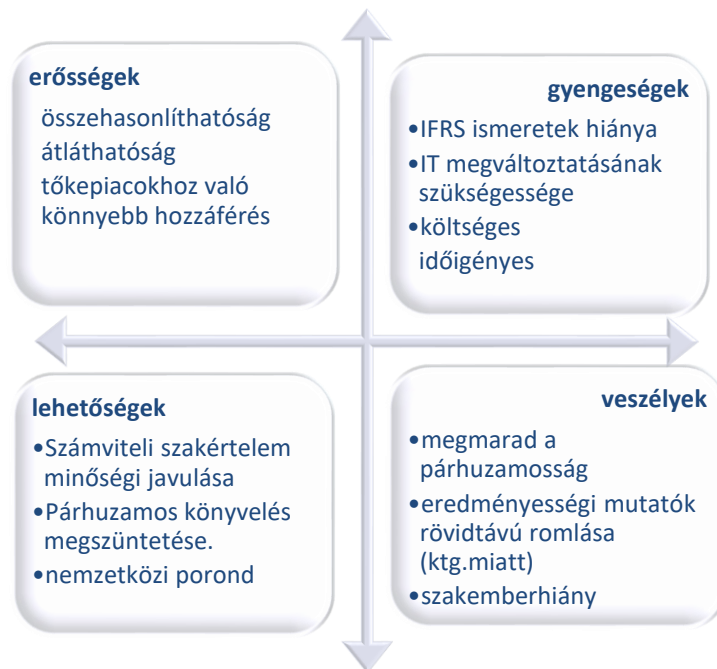 erősségek
összehasonlíthatóság
átláthatóság
tőkepiacokhoz való
könnyebb hozzáférés
gyengeségek
•IFRS ismeretek hiánya
•IT megváltoztatásának
szükségessége
•költséges
időigényes
lehetőségek
•Számviteli szakértelem
minőségi javulása
•Párhuzamos könyvelés
megszüntetése.
•nemzetközi porond
veszélyek
•megmarad a
párhuzamosság
•eredményességi mutatók
rövidtávú romlása
(ktg.miatt)
•szakemberhiány